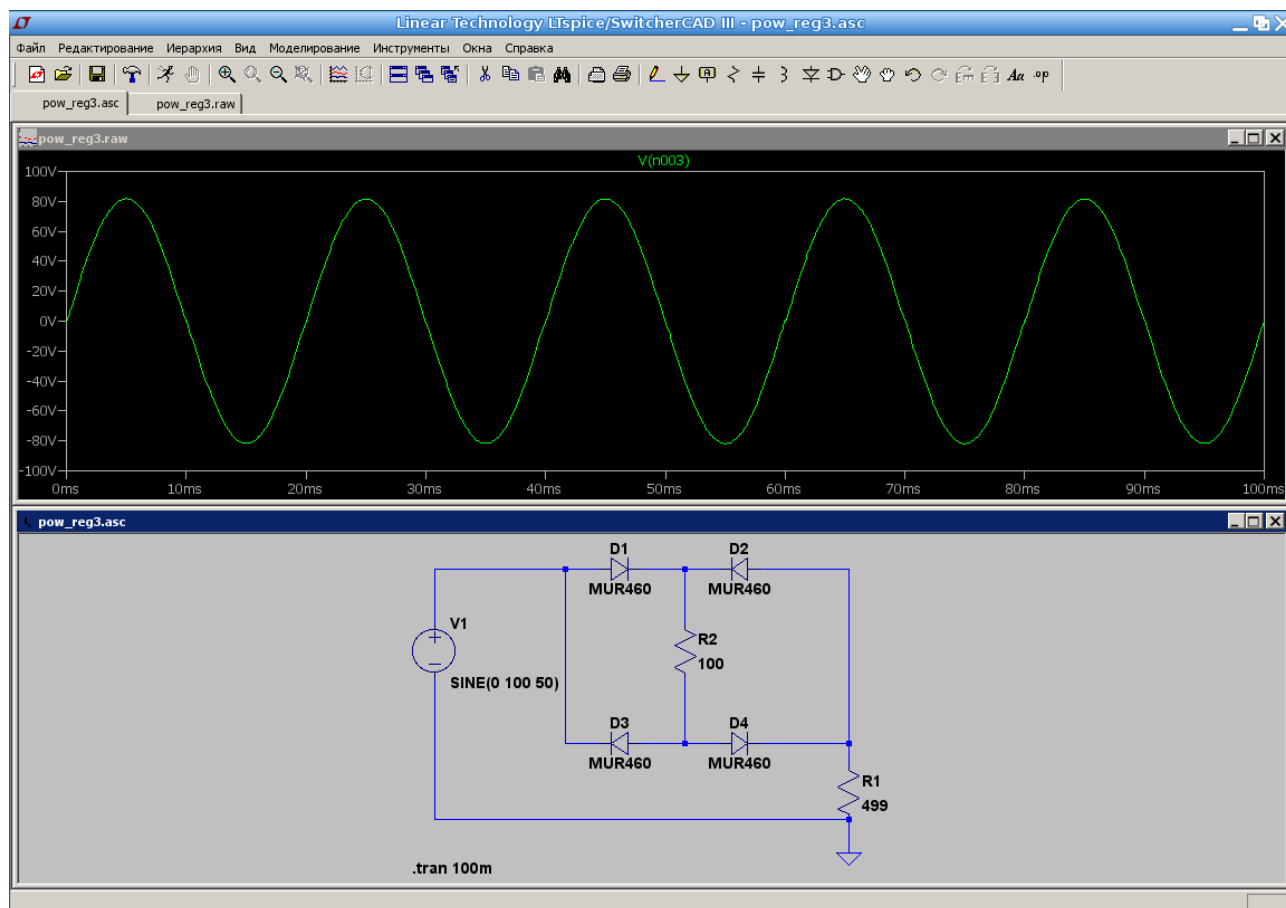 Linear Technology LTspice/SwitcherCAD III - pow_reg3.asc
Файл Редактирование Иерархия Вид Моделирование Инструменты Окна Справка
Aa .op
pow_reg3.asc pow_reg3.raw
pow_reg3.raw
V(n003)
100V
80V
60V
40V
20V
0V
-20V
-40V
-60V
-80V
-100V
0ms 10ms 20ms 30ms 40ms 50ms 60ms 70ms 80ms 90ms 100ms
pow_reg3.asc
D1 D2
MUR460 MUR460
V1
R2
100
SINE(0 100 50)
D3 D4
MUR460 MUR460
R1
499
.tran 100m